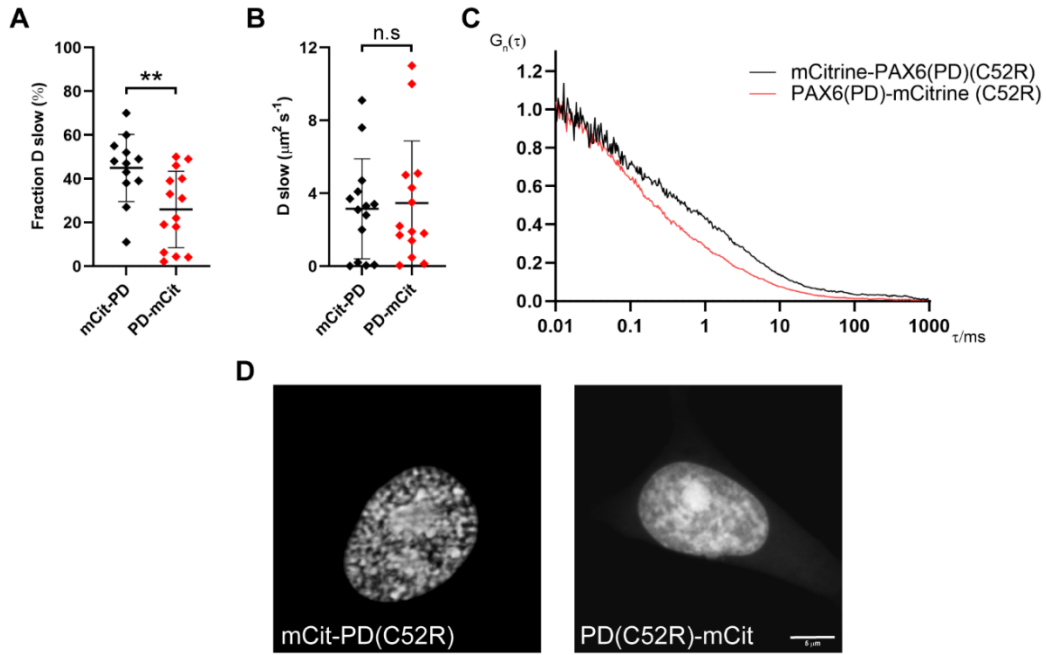 A
Fraction D slow (%)
100
80
60
40
20
0
**
mCit-PD
PD-mCit
B
D slow (μm² s⁻¹)
12
8
4
0
n.s
mCit-PD
PD-mCit
C
Gₙ(τ)
1.2
1.0
0.8
0.6
0.4
0.2
0.0
0.01 0.1 1 10 100 1000
τ/ms
mCitrine-PAX6(PD)(C52R)
PAX6(PD)-mCitrine (C52R)
D
mCit-PD(C52R)
PD(C52R)-mCit
5 μm